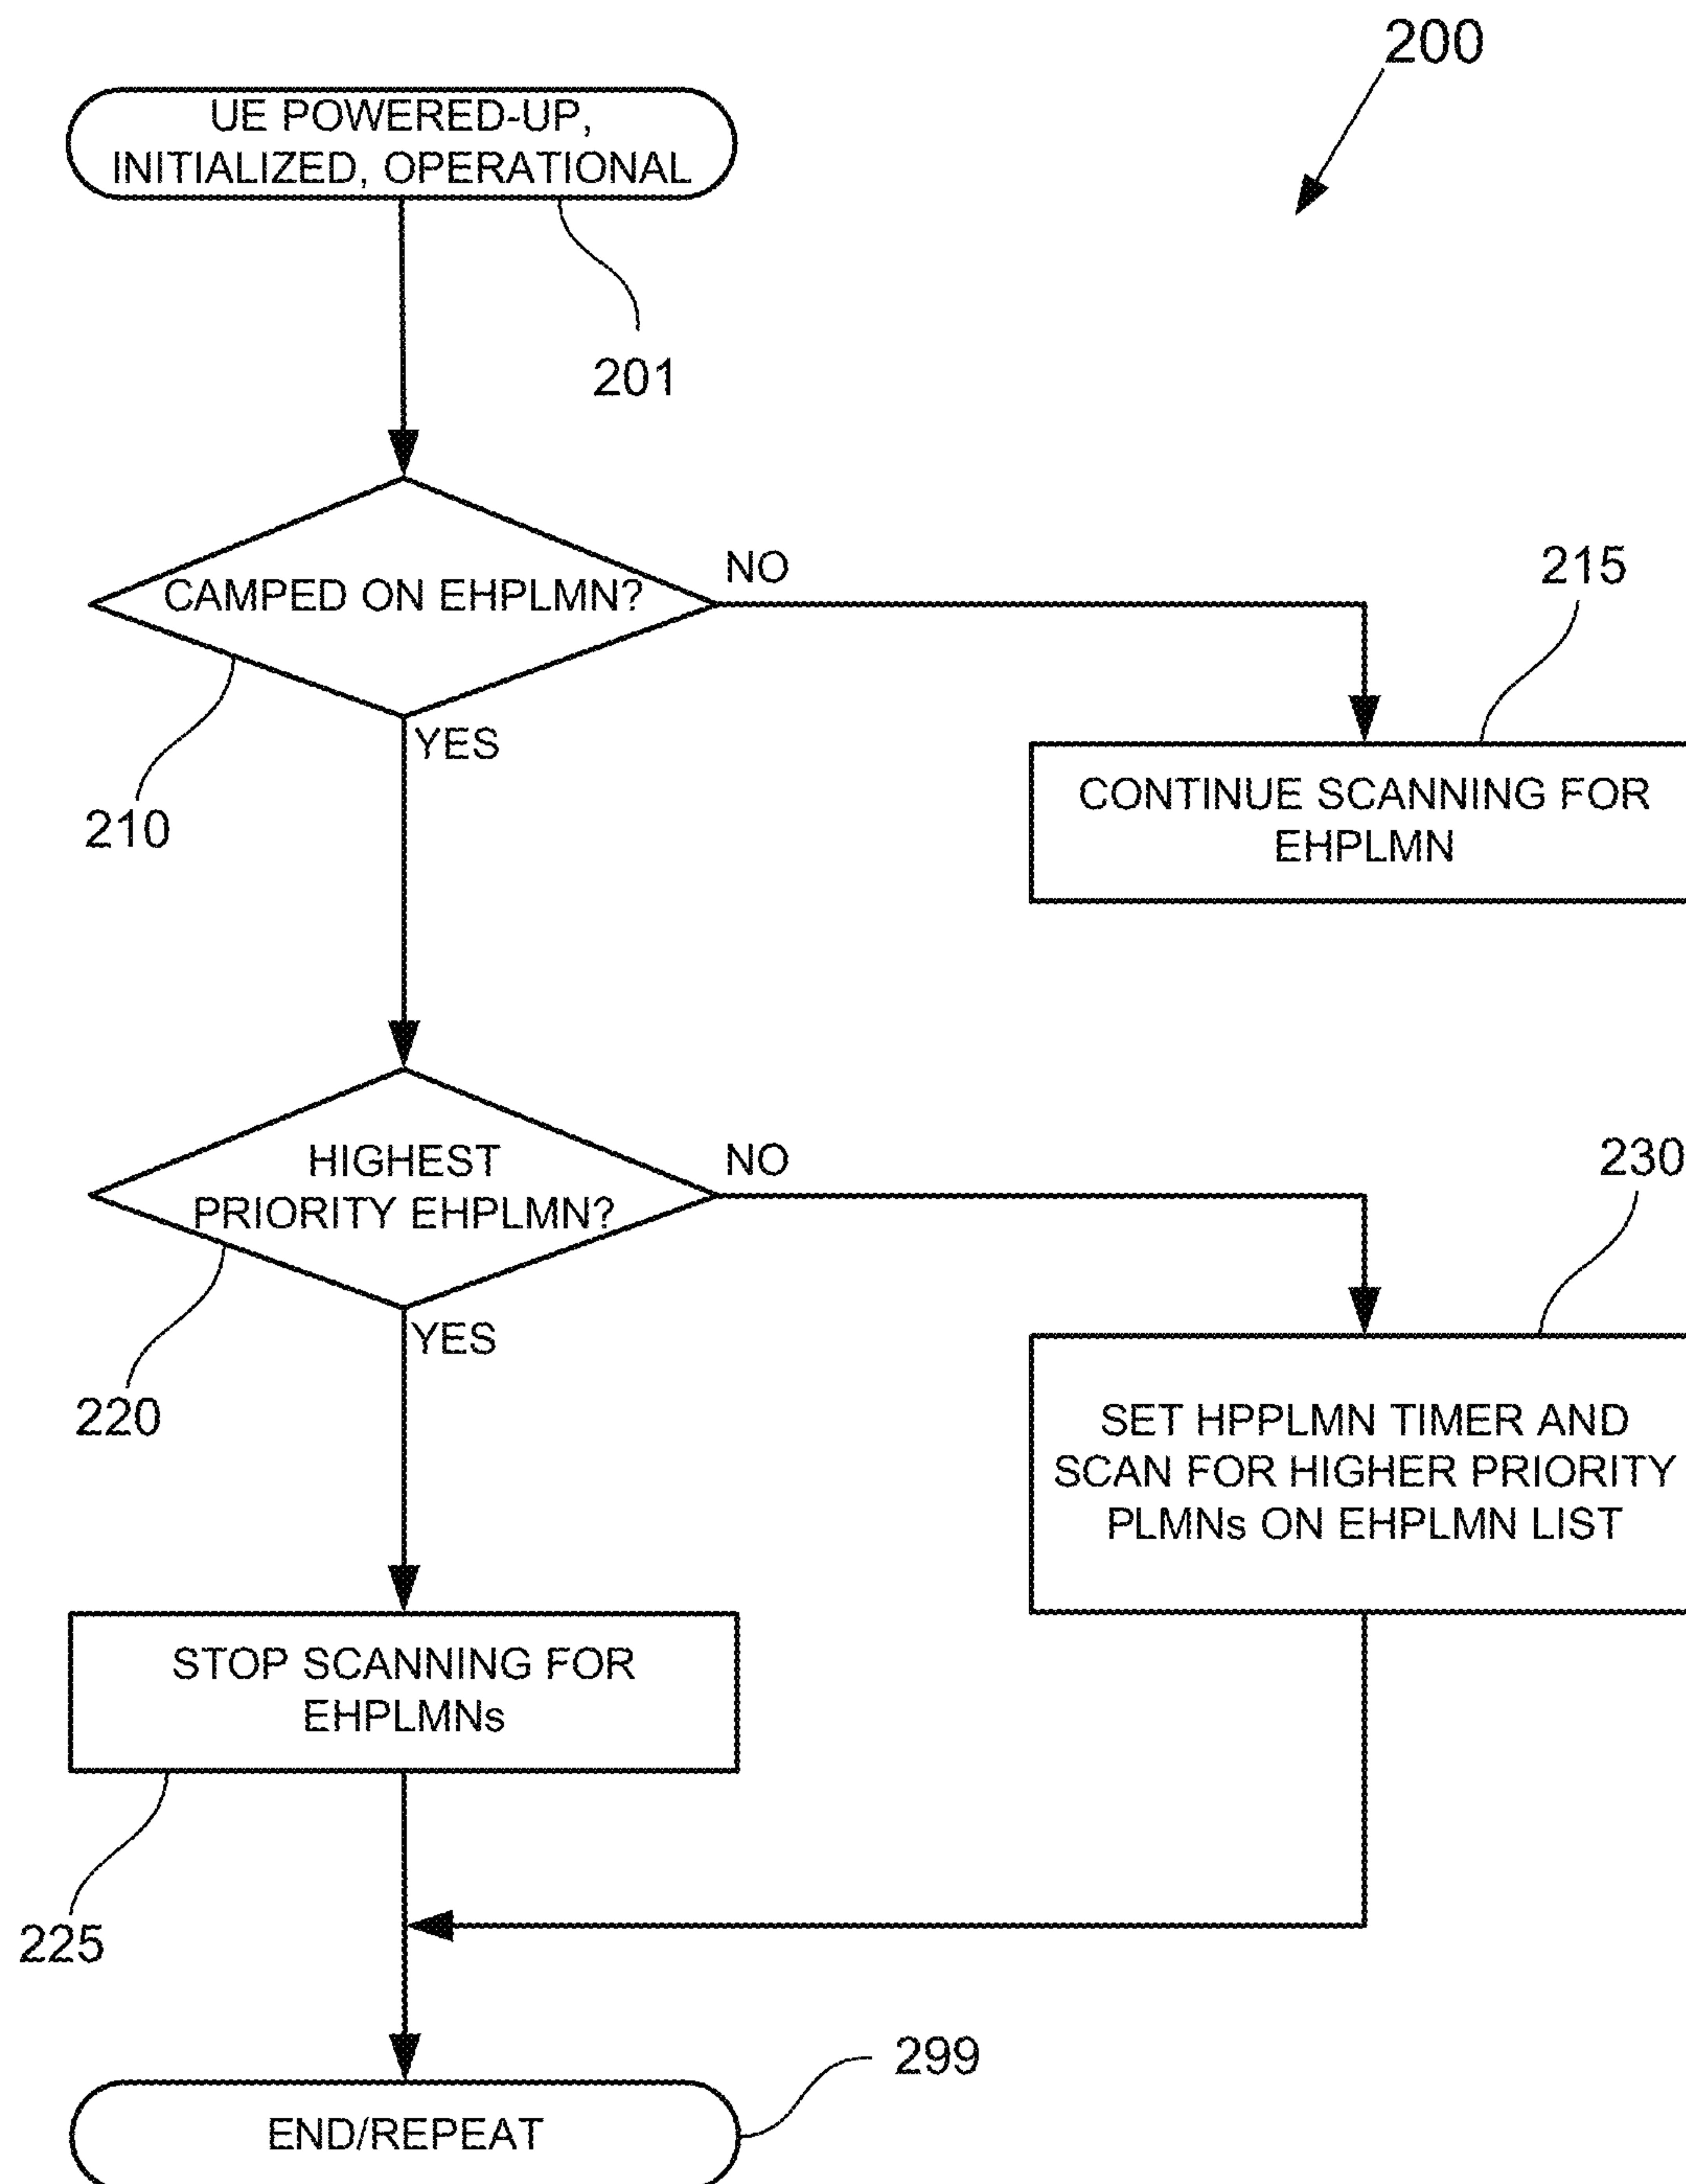 200
UE POWERED-UP,
INITIALIZED, OPERATIONAL
201
CAMPED ON EHPLMN?
NO
215
210
YES
CONTINUE SCANNING FOR
EHPLMN
HIGHEST
PRIORITY EHPLMN?
NO
230
220
YES
SET HPPLMN TIMER AND
SCAN FOR HIGHER PRIORITY
PLMNs ON EHPLMN LIST
STOP SCANNING FOR
EHPLMNs
225
299
END/REPEAT